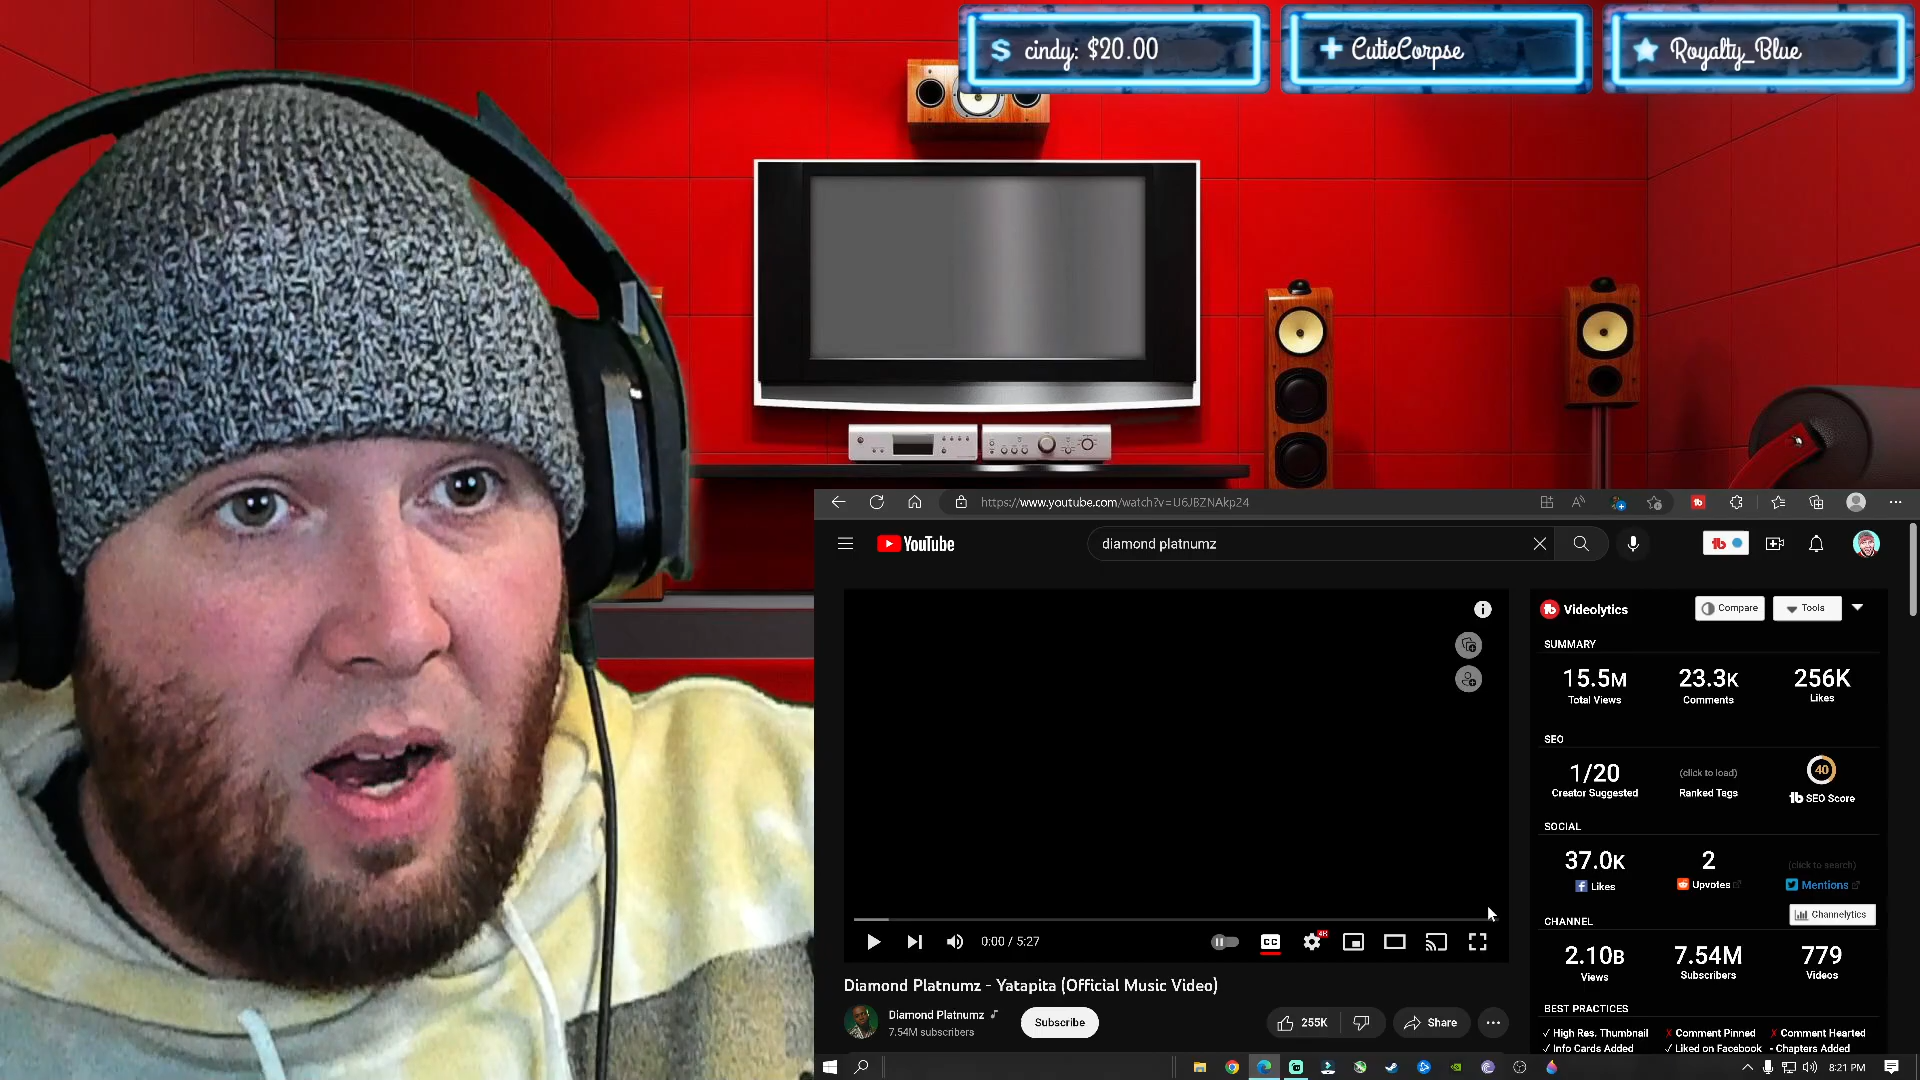 cindy: $20.00
CutieCorpse
Royalty_Blue
https://www.youtube.com/watch?v=U6JBZNAkp24
YouTube
diamond platnumz
Videolytics
Compare
Tools
SUMMARY
15.5M
23.3K
256K
Total Views
Comments
Likes
SEO
1/20
(click to load)
40
Creator Suggested
Ranked Tags
SEO Score
SOCIAL
37.0K
2
(click to search)
Likes
Upvotes
Mentions
Channelytics
CHANNEL
2.10B
7.54M
779
Views
Subscribers
Videos
0:00 / 5:27
CC
4K
Diamond Platnumz - Yatapita (Official Music Video)
Diamond Platnumz
7.54M subscribers
Subscribe
255K
Share
BEST PRACTICES
✓ High Res. Thumbnail
✗ Comment Pinned
✗ Comment Hearted
✓ Info Cards Added
✓ Liked on Facebook
- Chapters Added
8:21 PM